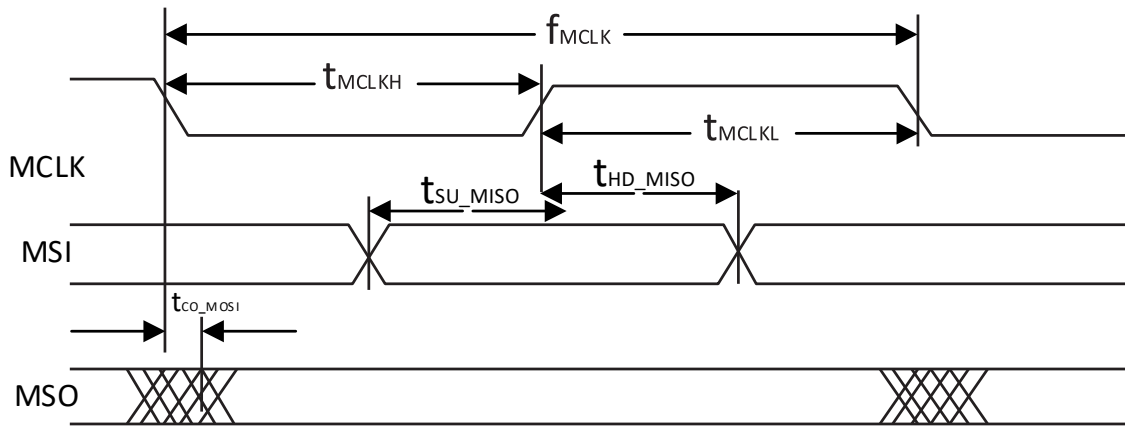 fMCLK
tMCLKH
tMCLKL
MCLK
tSU_MISO
tHD_MISO
MSI
tCO_MOSI
MSO